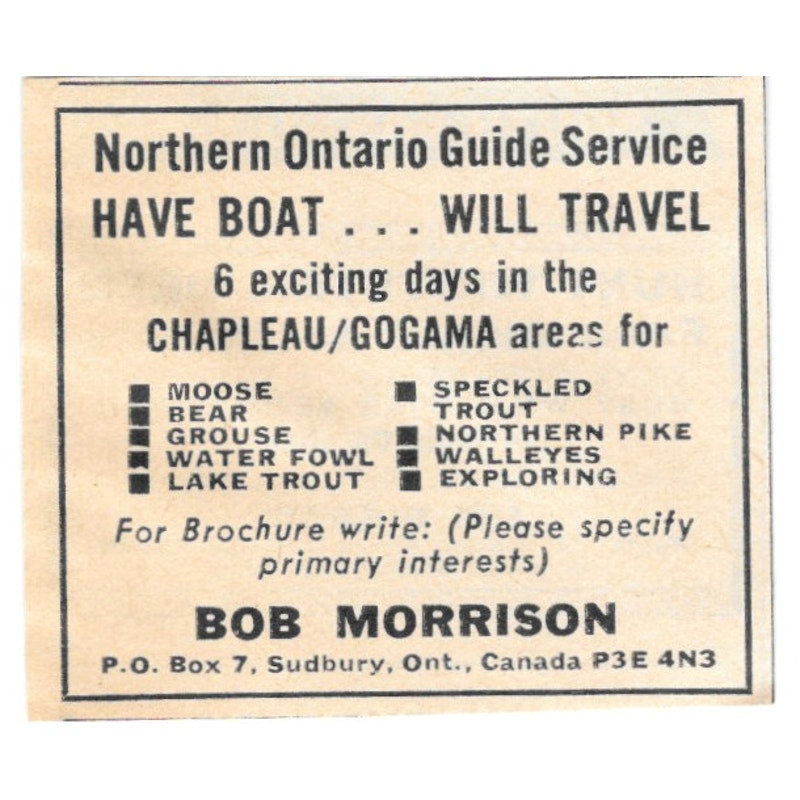 Northern Ontario Guide Service
HAVE BOAT . . . WILL TRAVEL
6 exciting days in the
CHAPLEAU/GOGAMA areas for
■ MOOSE
■ BEAR
■ GROUSE
■ WATER FOWL
■ LAKE TROUT
■ SPECKLED
TROUT
■ NORTHERN PIKE
■ WALLEYES
■ EXPLORING
For Brochure write: (Please specify
primary interests)
BOB MORRISON
P.O. Box 7, Sudbury, Ont., Canada P3E 4N3